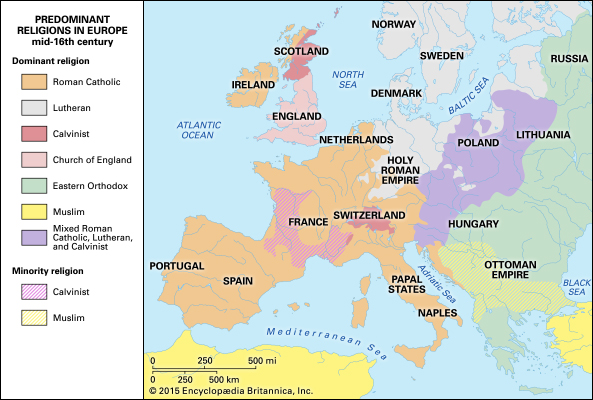 PREDOMINANT
RELIGIONS IN EUROPE
mid-16th century
Dominant religion
Roman Catholic
Lutheran
Calvinist
Church of England
Eastern Orthodox
Muslim
Mixed Roman
Catholic, Lutheran,
and Calvinist
Minority religion
Calvinist
Muslim
NORWAY
SWEDEN
RUSSIA
SCOTLAND
NORTH
SEA
IRELAND
DENMARK
BALTIC SEA
ATLANTIC
OCEAN
ENGLAND
LITHUANIA
NETHERLANDS
POLAND
HOLY
ROMAN
EMPIRE
FRANCE
SWITZERLAND
HUNGARY
PORTUGAL
SPAIN
PAPAL
STATES
Adriatic Sea
OTTOMAN
EMPIRE
BLACK
SEA
NAPLES
Mediterranean Sea
0 250 500 mi
0 250 500 km
© 2015 Encyclopædia Britannica, Inc.